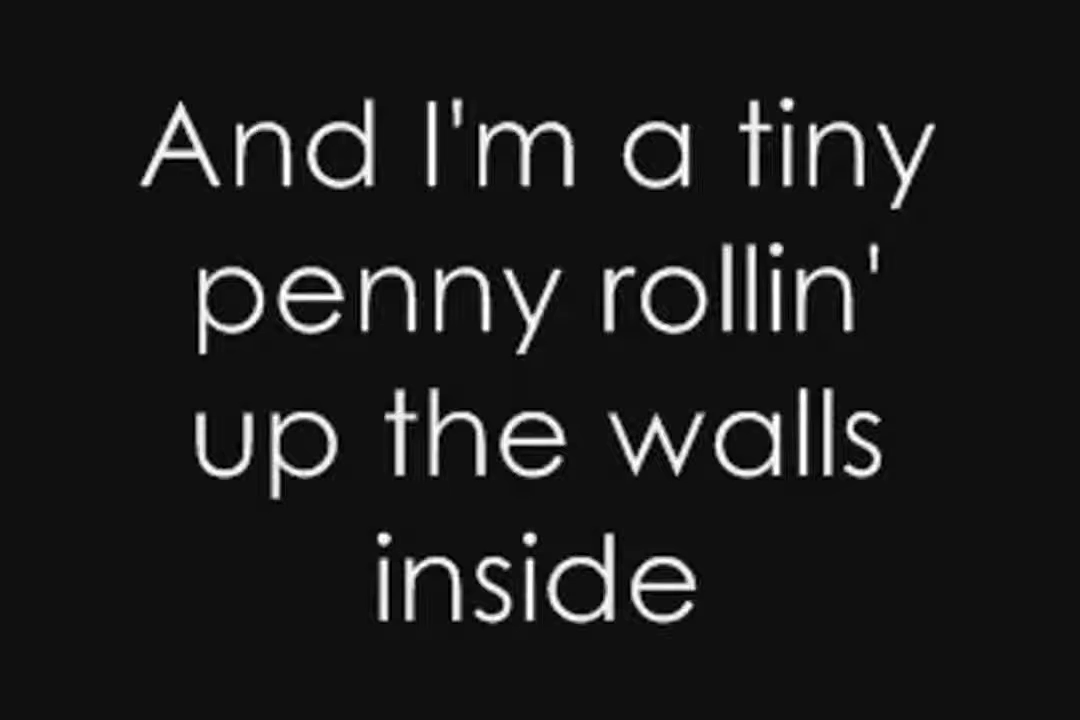 And I'm a tiny
penny rollin'
up the walls
inside